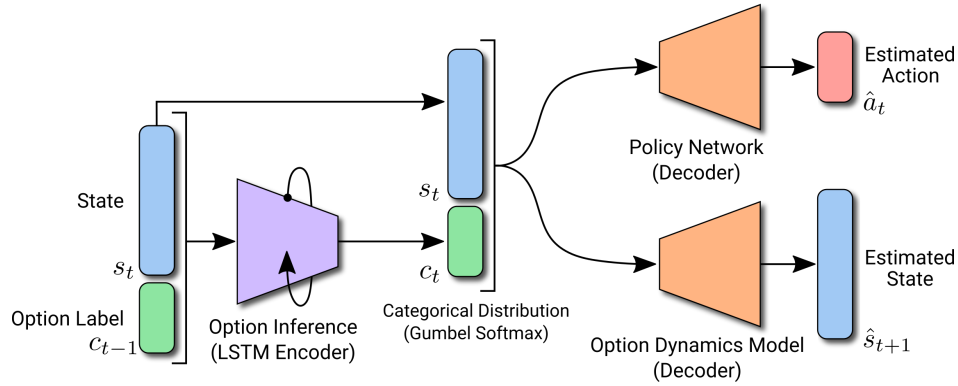 State
s_t
Option Label
c_{t-1}
Option Inference
(LSTM Encoder)
s_t
c_t
Categorical Distribution
(Gumbel Softmax)
Policy Network
(Decoder)
Estimated
Action
â_t
Option Dynamics Model
(Decoder)
Estimated
State
ŝ_{t+1}